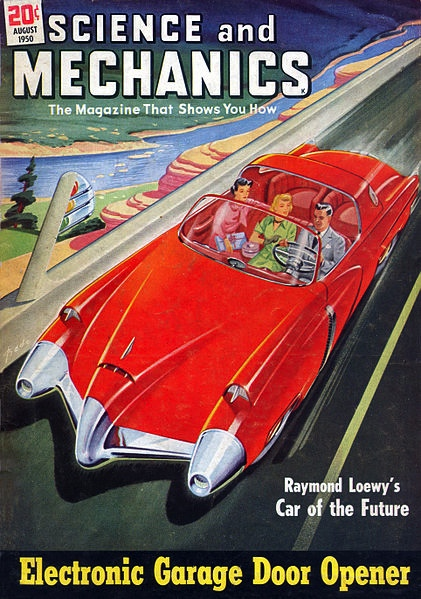 20¢
AUGUST
1950
SCIENCE and
MECHANICS
The Magazine That Shows You How
Raymond Loewy's
Car of the Future
Electronic Garage Door Opener